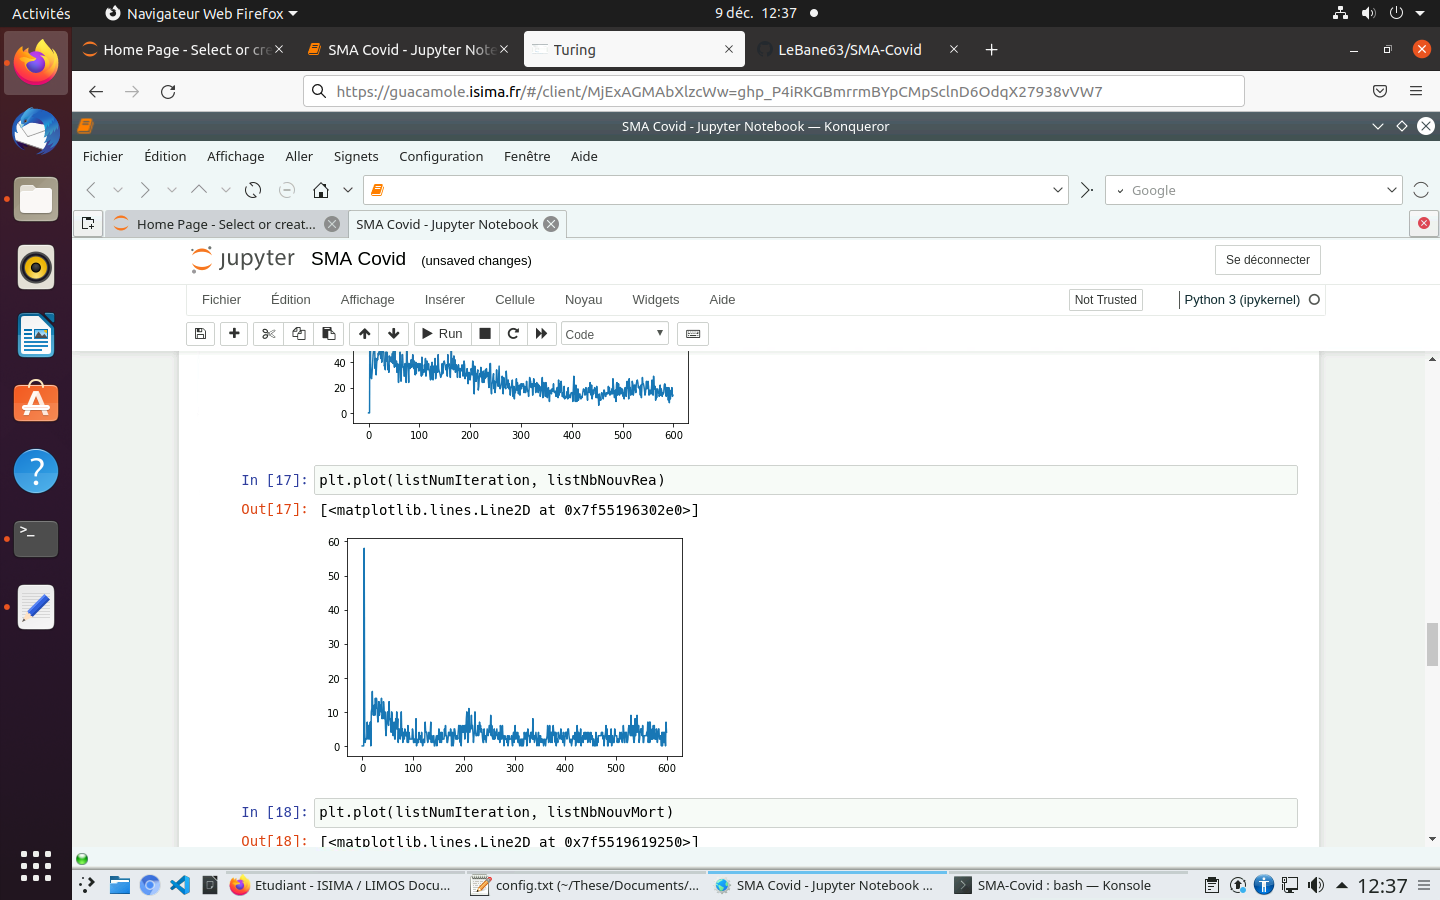 Activités
Navigateur Web Firefox
9 déc. 12:37
Home Page - Select or cre
SMA Covid - Jupyter Note
Turing
LeBane63/SMA-Covid
SMA Covid - Jupyter Notebook — Konqueror
Fichier Édition Affichage Aller Signets Configuration Fenêtre Aide
Google
Home Page - Select or creat...
SMA Covid - Jupyter Notebook
jupyter SMA Covid (unsaved changes)
Se déconnecter
Fichier Édition Affichage Insérer Cellule Noyau Widgets Aide
Not Trusted
Python 3 (ipykernel)
Run
Code
40
20
0
0 100 200 300 400 500 600
In [17]: plt.plot(listNumIteration, listNbNouvRea)
Out[17]: [<matplotlib.lines.Line2D at 0x7f55196302e0>]
60
50
40
30
20
10
0
0 100 200 300 400 500 600
In [18]: plt.plot(listNumIteration, listNbNouvMort)
Out[18]: [<matplotlib.lines.Line2D at 0x7f5519619250>]
Etudiant - ISIMA / LIMOS Docu...
config.txt (~/These/Documents/...
SMA Covid - Jupyter Notebook ...
SMA-Covid : bash — Konsole
12:37